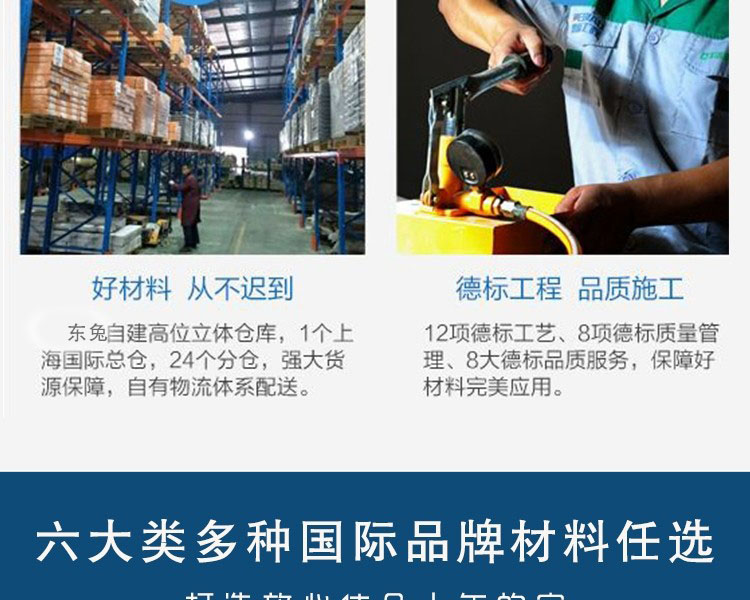 好材料 从不迟到
东兔自建高位立体仓库，1个上
海国际总仓，24个分仓，强大货
源保障，自有物流体系配送。
德标工程 品质施工
12项德标工艺、8项德标质量管
理、8大德标品质服务，保障好
材料完美应用。
六大类多种国际品牌材料任选